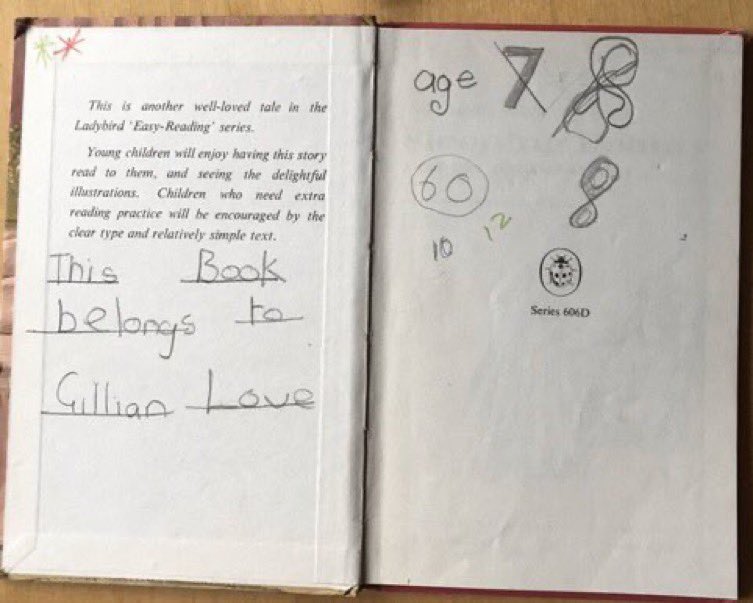 This is another well-loved tale in the
Ladybird 'Easy-Reading' series.
Young children will enjoy having this story
read to them, and seeing the delightful
illustrations. Children who need extra
reading practice will be encouraged by the
clear type and relatively simple text.
This Book
belongs to
Gillian Love
age 7 8
60 8
10 12
Series 606D